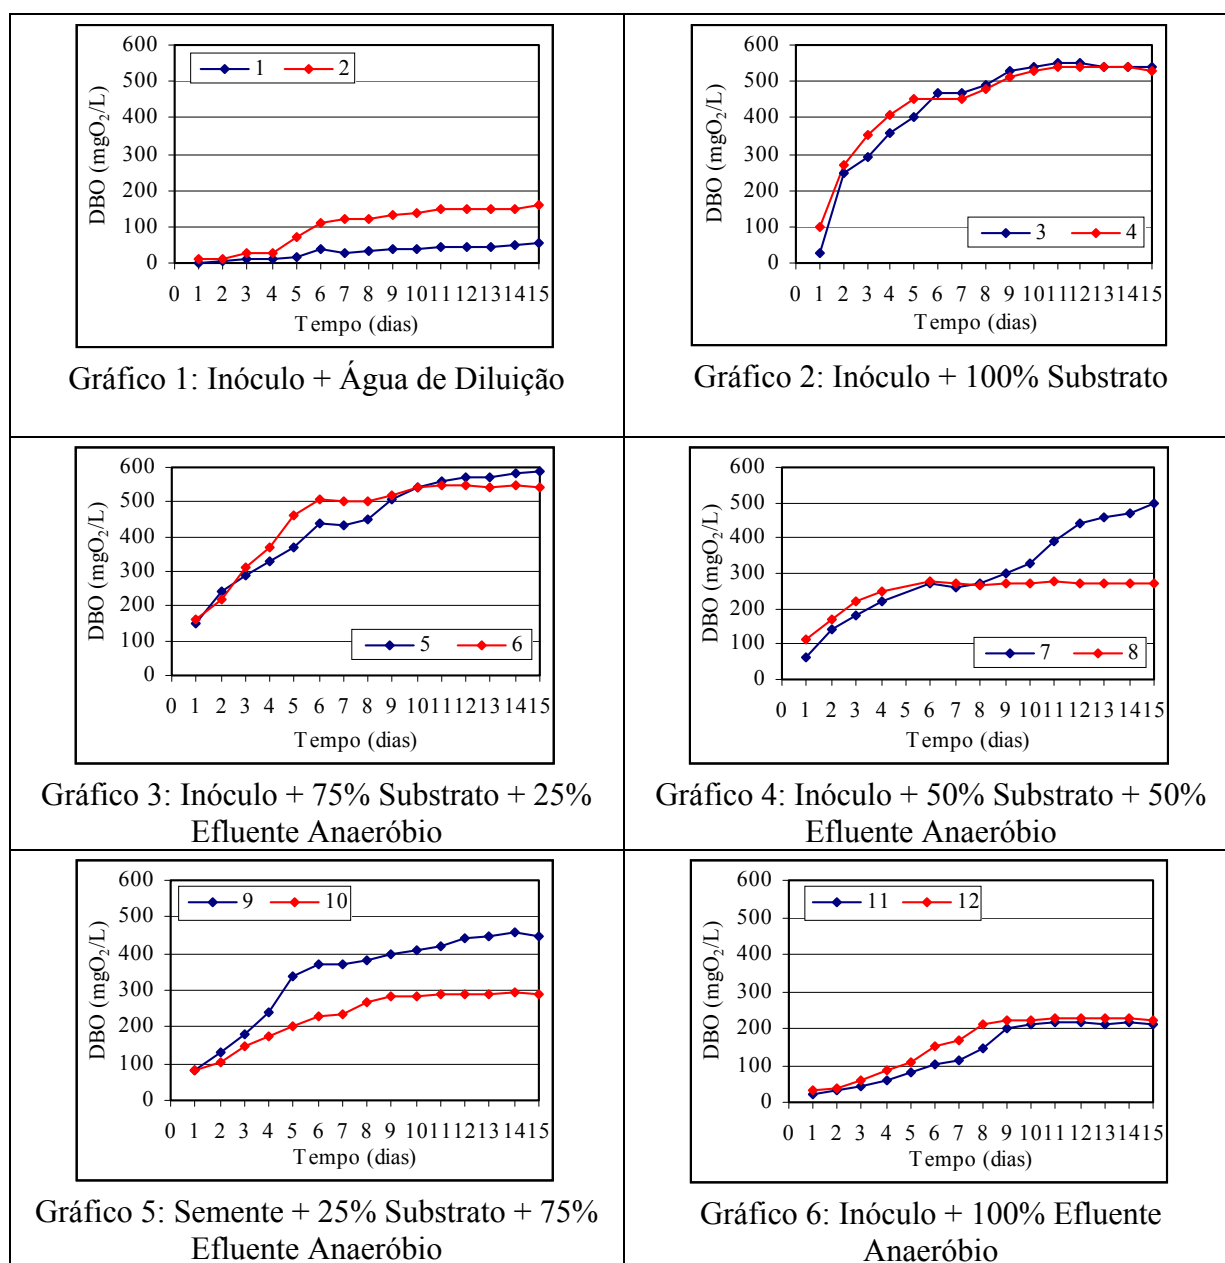 600
500
400
300
200
100
0
DBO (mgO₂/L)
1 2
0 1 2 3 4 5 6 7 8 9 10 11 12 13 14 15
Tempo (dias)
Gráfico 1: Inóculo + Água de Diluição
600
500
400
300
200
100
0
DBO (mgO₂/L)
3 4
0 1 2 3 4 5 6 7 8 9 10 11 12 13 14 15
Tempo (dias)
Gráfico 2: Inóculo + 100% Substrato
600
500
400
300
200
100
0
DBO (mgO₂/L)
5 6
0 1 2 3 4 5 6 7 8 9 10 11 12 13 14 15
Tempo (dias)
Gráfico 3: Inóculo + 75% Substrato + 25%
Efluente Anaeróbio
600
500
400
300
200
100
0
DBO (mgO₂/L)
7 8
0 1 2 3 4 5 6 7 8 9 10 11 12 13 14 15
Tempo (dias)
Gráfico 4: Inóculo + 50% Substrato + 50%
Efluente Anaeróbio
600
500
400
300
200
100
0
DBO (mgO₂/L)
9 10
0 1 2 3 4 5 6 7 8 9 10 11 12 13 14 15
Tempo (dias)
Gráfico 5: Semente + 25% Substrato + 75%
Efluente Anaeróbio
600
500
400
300
200
100
0
DBO (mgO₂/L)
11 12
0 1 2 3 4 5 6 7 8 9 10 11 12 13 14 15
Tempo (dias)
Gráfico 6: Inóculo + 100% Efluente
Anaeróbio